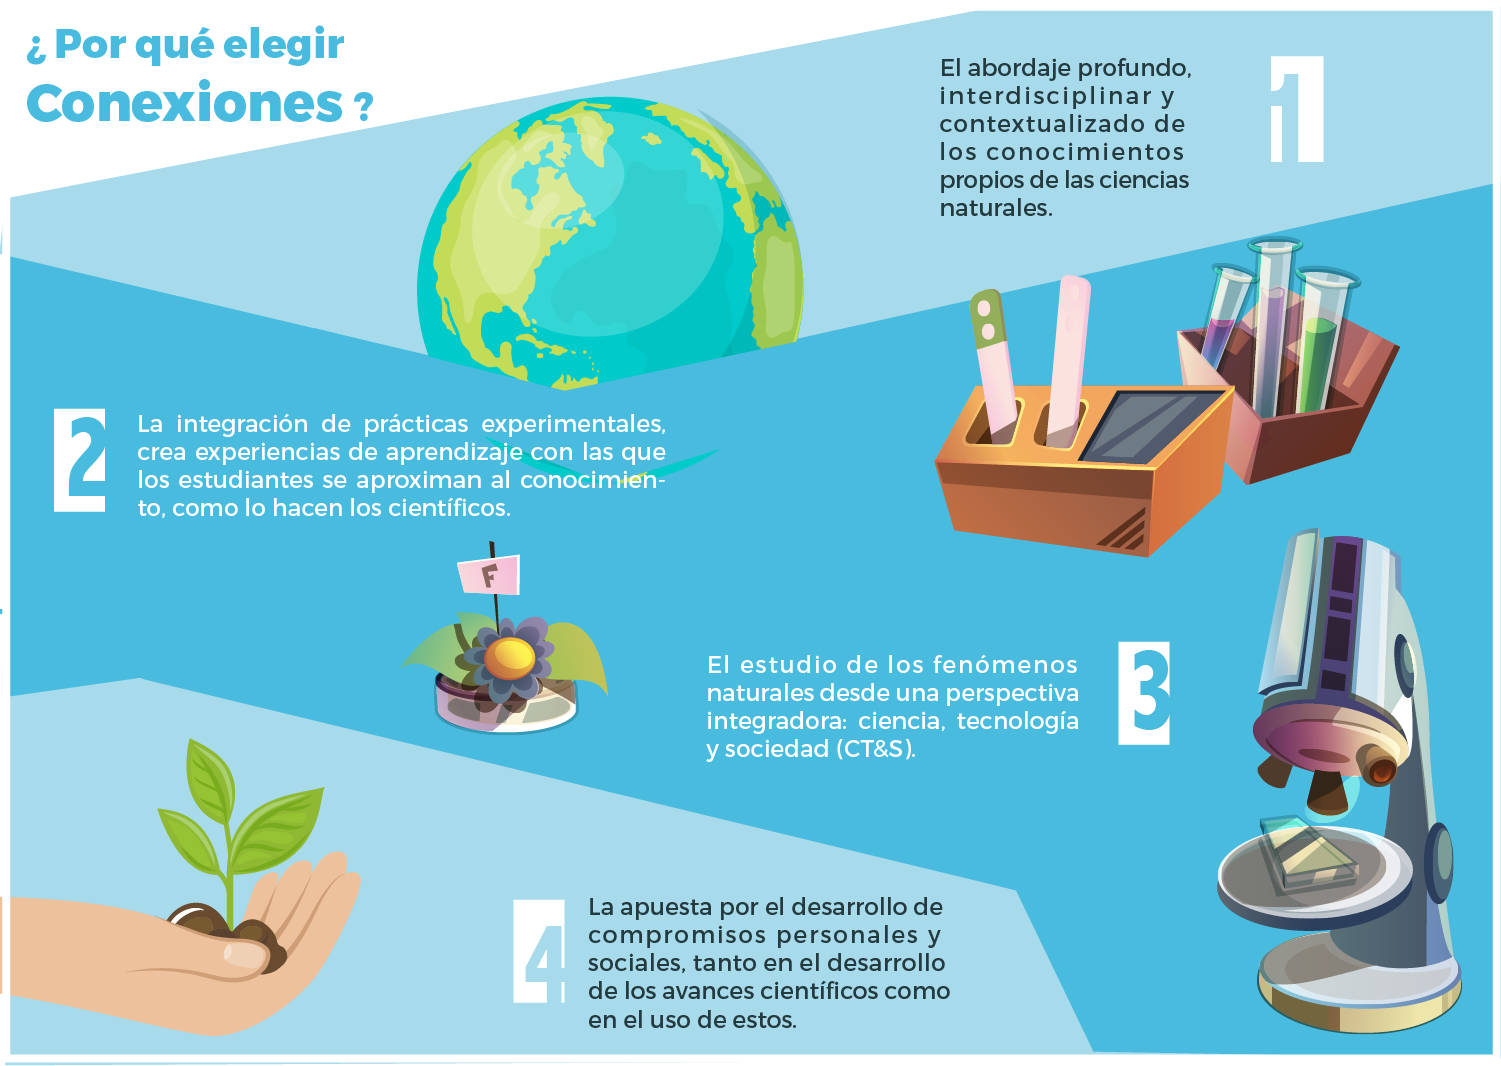 ¿ Por qué elegir
Conexiones ?
El abordaje profundo,
interdisciplinar y
contextualizado de
los conocimientos
propios de las ciencias
naturales.
1
2
La integración de prácticas experimentales,
crea experiencias de aprendizaje con las que
los estudiantes se aproximan al conocimien-
to, como lo hacen los científicos.
F
El estudio de los fenómenos
naturales desde una perspectiva
integradora: ciencia, tecnología
y sociedad (CT&S).
3
4
La apuesta por el desarrollo de
compromisos personales y
sociales, tanto en el desarrollo
de los avances científicos como
en el uso de estos.